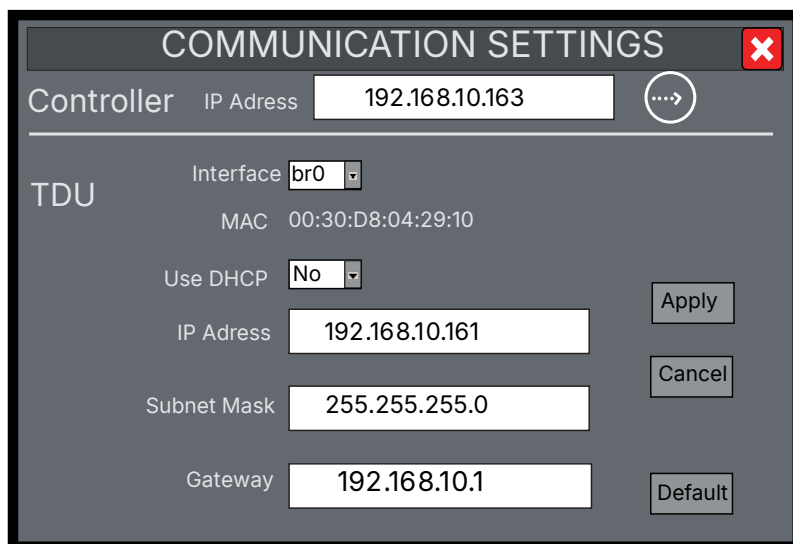 COMMUNICATION SETTINGS
Controller IP Adress 192.168.10.163
TDU
Interface br0
MAC 00:30:D8:04:29:10
Use DHCP No
IP Adress 192.168.10.161
Apply
Subnet Mask 255.255.255.0
Cancel
Gateway 192.168.10.1
Default